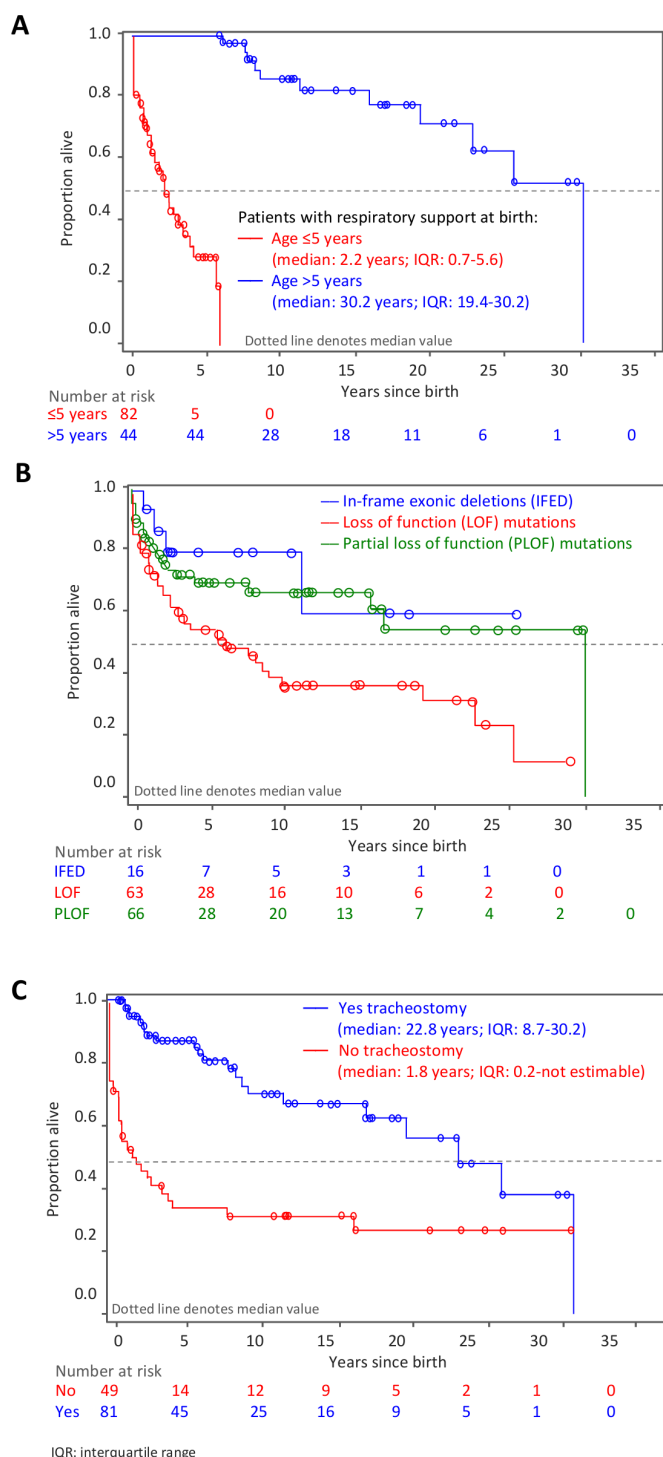 A
1.0
0.8
0.6
0.4
0.2
0.0
Proportion alive
Patients with respiratory support at birth:
Age ≤5 years
(median: 2.2 years; IQR: 0.7-5.6)
Age >5 years
(median: 30.2 years; IQR: 19.4-30.2)
Dotted line denotes median value
0 5 10 15 20 25 30 35
Years since birth
Number at risk
≤5 years 82 5 0
>5 years 44 44 28 18 11 6 1 0
B
1.0
0.8
0.6
0.4
0.2
0.0
Proportion alive
In-frame exonic deletions (IFED)
Loss of function (LOF) mutations
Partial loss of function (PLOF) mutations
Dotted line denotes median value
0 5 10 15 20 25 30 35
Years since birth
Number at risk
IFED 16 7 5 3 1 1 0
LOF 63 28 16 10 6 2 0
PLOF 66 28 20 13 7 4 2 0
C
1.0
0.8
0.6
0.4
0.2
0.0
Proportion alive
Yes tracheostomy
(median: 22.8 years; IQR: 8.7-30.2)
No tracheostomy
(median: 1.8 years; IQR: 0.2-not estimable)
Dotted line denotes median value
0 5 10 15 20 25 30 35
Years since birth
Number at risk
No 49 14 12 9 5 2 1 0
Yes 81 45 25 16 9 5 1 0
IQR: interquartile range